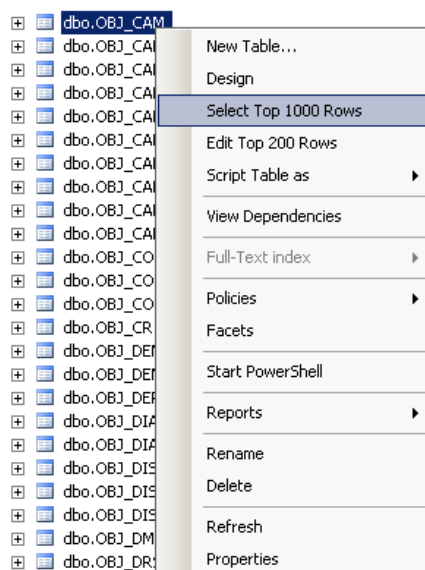 dbo.OBJ_CAM
dbo.OBJ_CA
dbo.OBJ_CA
dbo.OBJ_CA
dbo.OBJ_CA
dbo.OBJ_CA
dbo.OBJ_CA
dbo.OBJ_CA
dbo.OBJ_CA
dbo.OBJ_CA
dbo.OBJ_CO
dbo.OBJ_CO
dbo.OBJ_CO
dbo.OBJ_CR
dbo.OBJ_DE
dbo.OBJ_DE
dbo.OBJ_DE
dbo.OBJ_DIA
dbo.OBJ_DIA
dbo.OBJ_DIS
dbo.OBJ_DIS
dbo.OBJ_DIS
dbo.OBJ_DM
dbo.OBJ_DR
New Table...
Design
Select Top 1000 Rows
Edit Top 200 Rows
Script Table as
View Dependencies
Full-Text index
Policies
Facets
Start PowerShell
Reports
Rename
Delete
Refresh
Properties